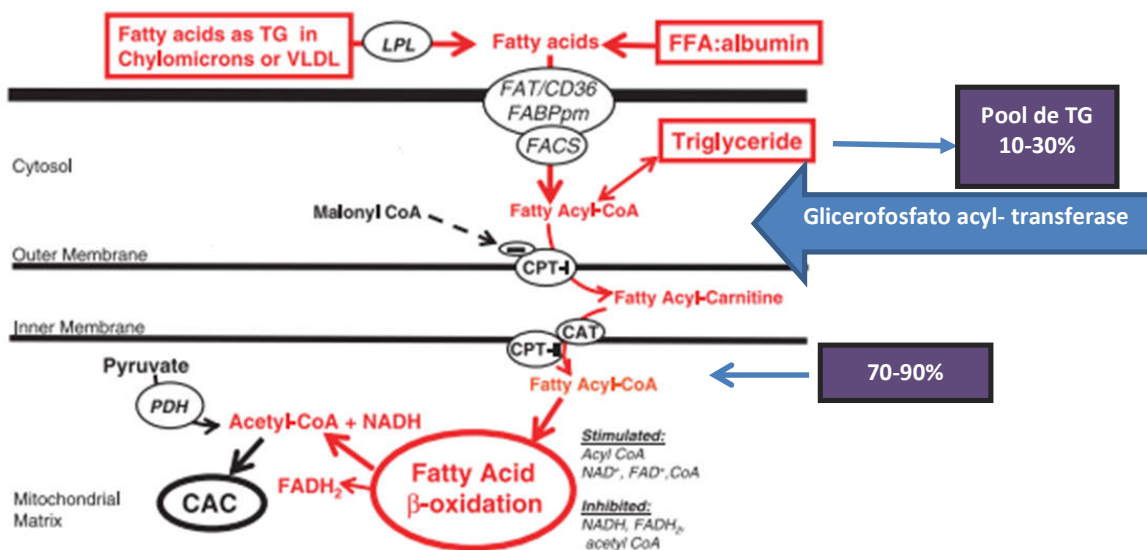 Fatty acids as TG in
Chylomicrons or VLDL
LPL
Fatty acids
FFA:albumin
FAT/CD36
FABPpm
FACS
Triglyceride
Pool de TG
10-30%
Cytosol
Fatty Acyl-CoA
Malonyl CoA
Glicerofosfato acyl- transferase
Outer Membrane
CPT-I
Fatty Acyl-Carnitine
Inner Membrane
CAT
CPT-II
Fatty Acyl-CoA
70-90%
Pyruvate
PDH
Acetyl-CoA + NADH
FADH₂
CAC
Fatty Acid
β-oxidation
Stimulated:
Acyl CoA
NAD⁺, FAD⁺,CoA
Inhibited:
NADH, FADH₂,
acetyl CoA
Mitochondrial
Matrix